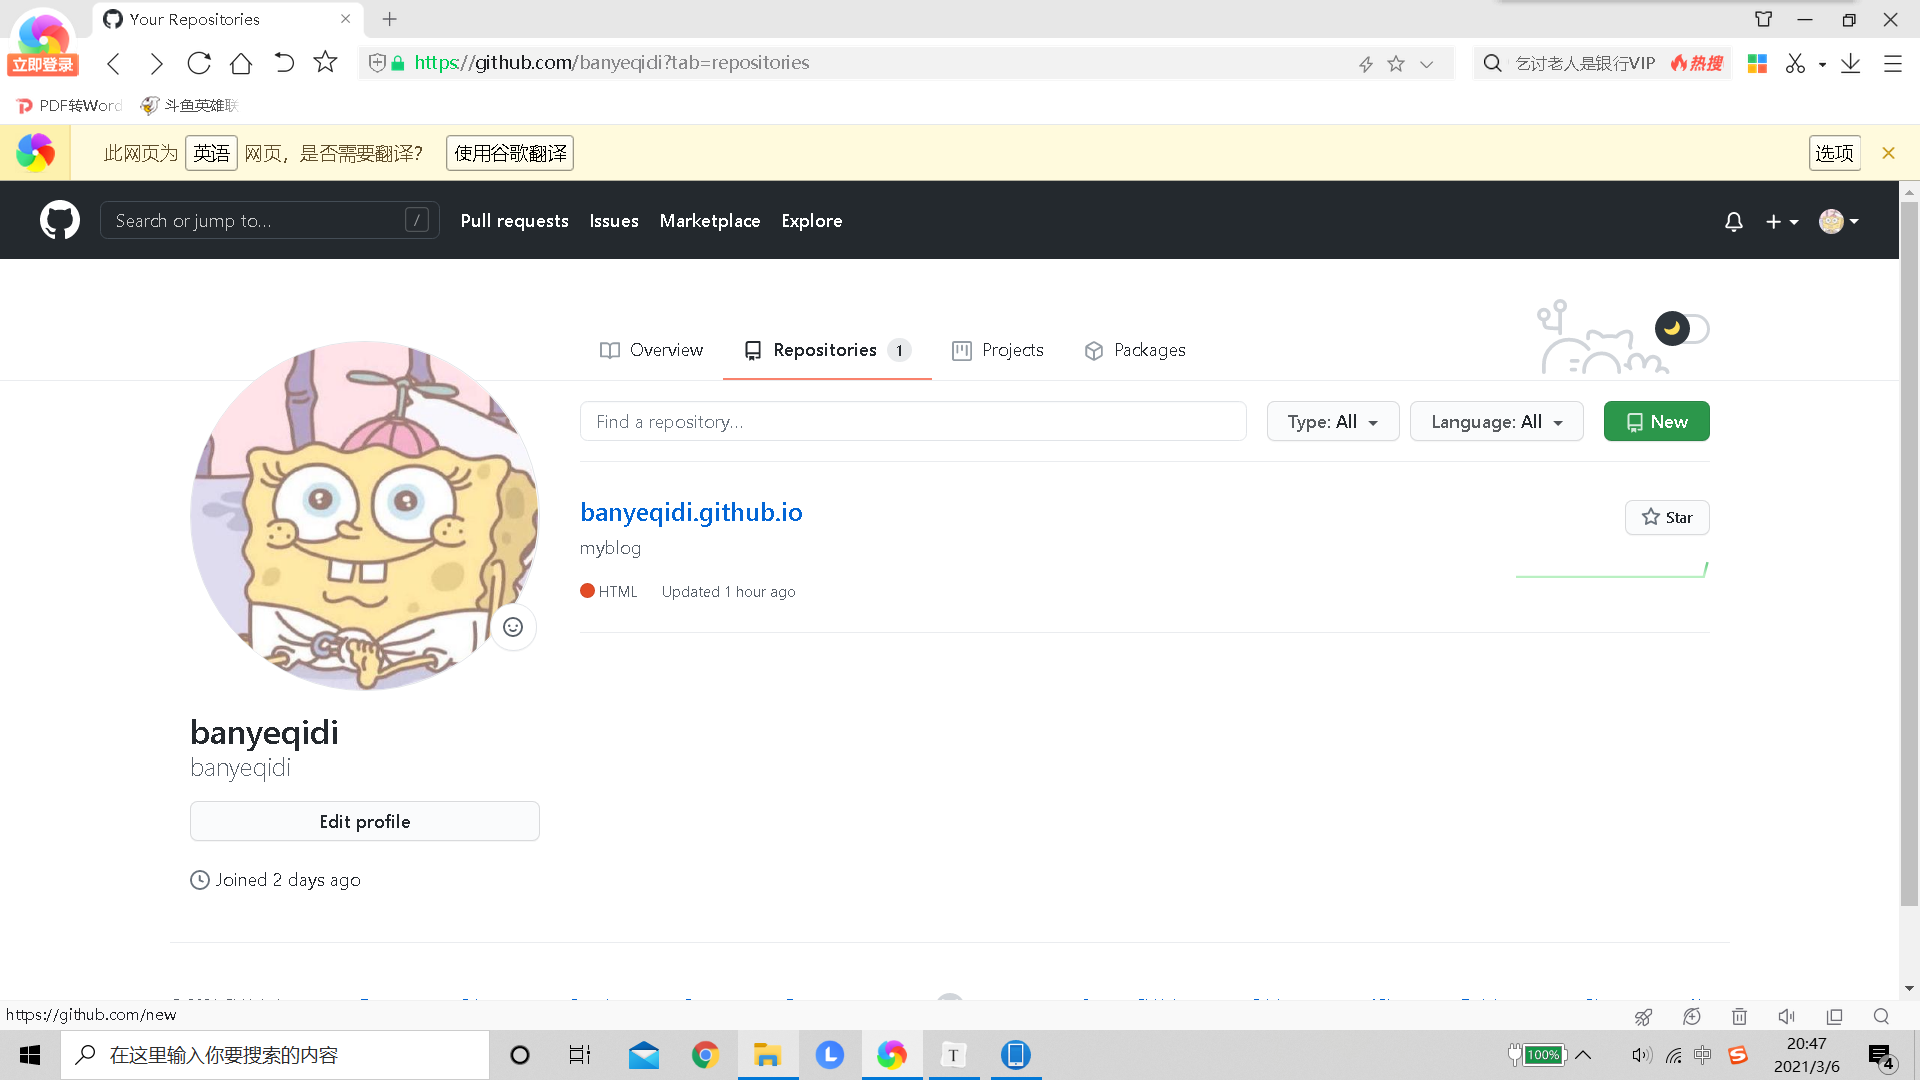 Your Repositories
立即登录
https://github.com/banyeqidi?tab=repositories
乞讨老人是银行VIP
热搜
PDF转Word
斗鱼英雄联
此网页为 英语 网页，是否需要翻译？ 使用谷歌翻译
选项
Search or jump to... /
Pull requests Issues Marketplace Explore
Overview Repositories 1 Projects Packages
Find a repository...
Type: All
Language: All
New
banyeqidi.github.io
Star
myblog
HTML Updated 1 hour ago
banyeqidi
banyeqidi
Edit profile
Joined 2 days ago
https://github.com/new
在这里输入你要搜索的内容
L
T
100%
中
S
20:47
2021/3/6
4